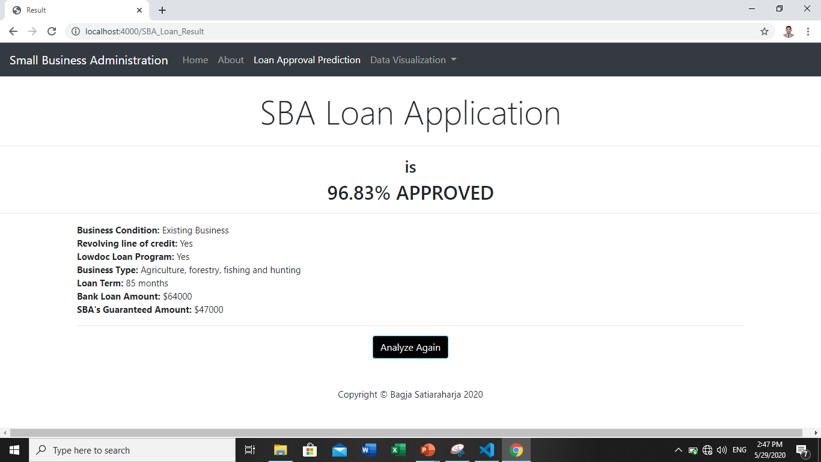 Result
localhost:4000/SBA_Loan_Result
Small Business Administration Home About Loan Approval Prediction Data Visualization
SBA Loan Application
is
96.83% APPROVED
Business Condition: Existing Business
Revolving line of credit: Yes
Lowdoc Loan Program: Yes
Business Type: Agriculture, forestry, fishing and hunting
Loan Term: 85 months
Bank Loan Amount: $64000
SBA's Guaranteed Amount: $47000
Analyze Again
Copyright © Bagja Satiaraharja 2020
Type here to search
ENG
2:47 PM
5/29/2020
7